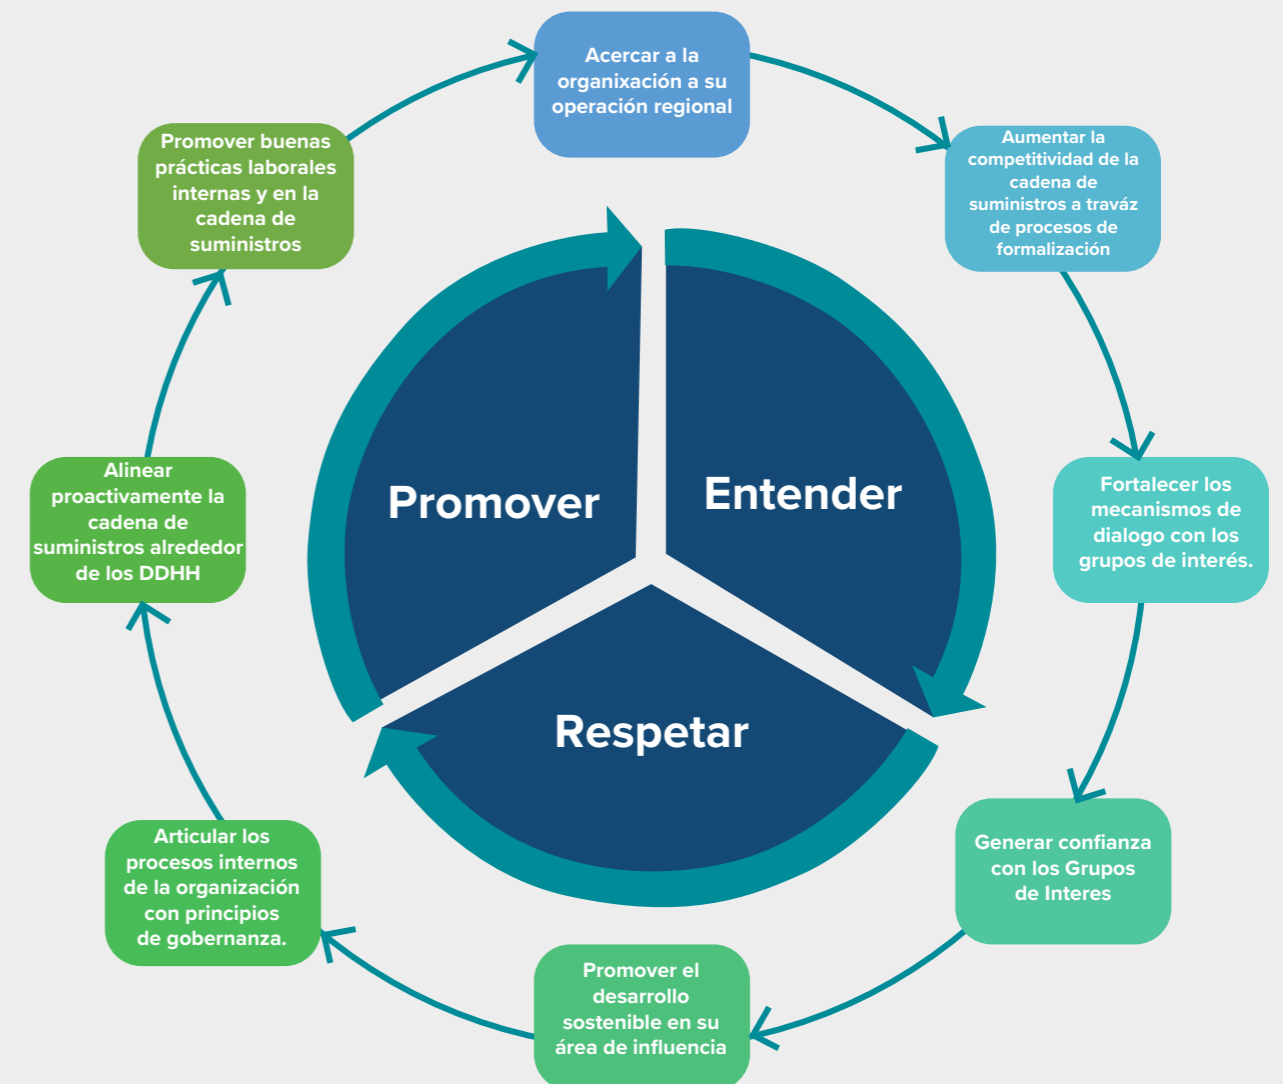 Acercar a la
organixación a su
operación regional
Aumentar la
competitividad de la
cadena de
suministros a traváz
de procesos de
formalización
Fortalecer los
mecanismos de
dialogo con los
grupos de interés.
Generar confianza
con los Grupos
de Interes
Promover el
desarrollo
sostenible en su
área de influencia
Articular los
procesos internos
de la organización
con principios
de gobernanza.
Alinear
proactivamente la
cadena de
suministros alrededor
de los DDHH
Promover buenas
prácticas laborales
internas y en la
cadena de
suministros
Promover
Entender
Respetar